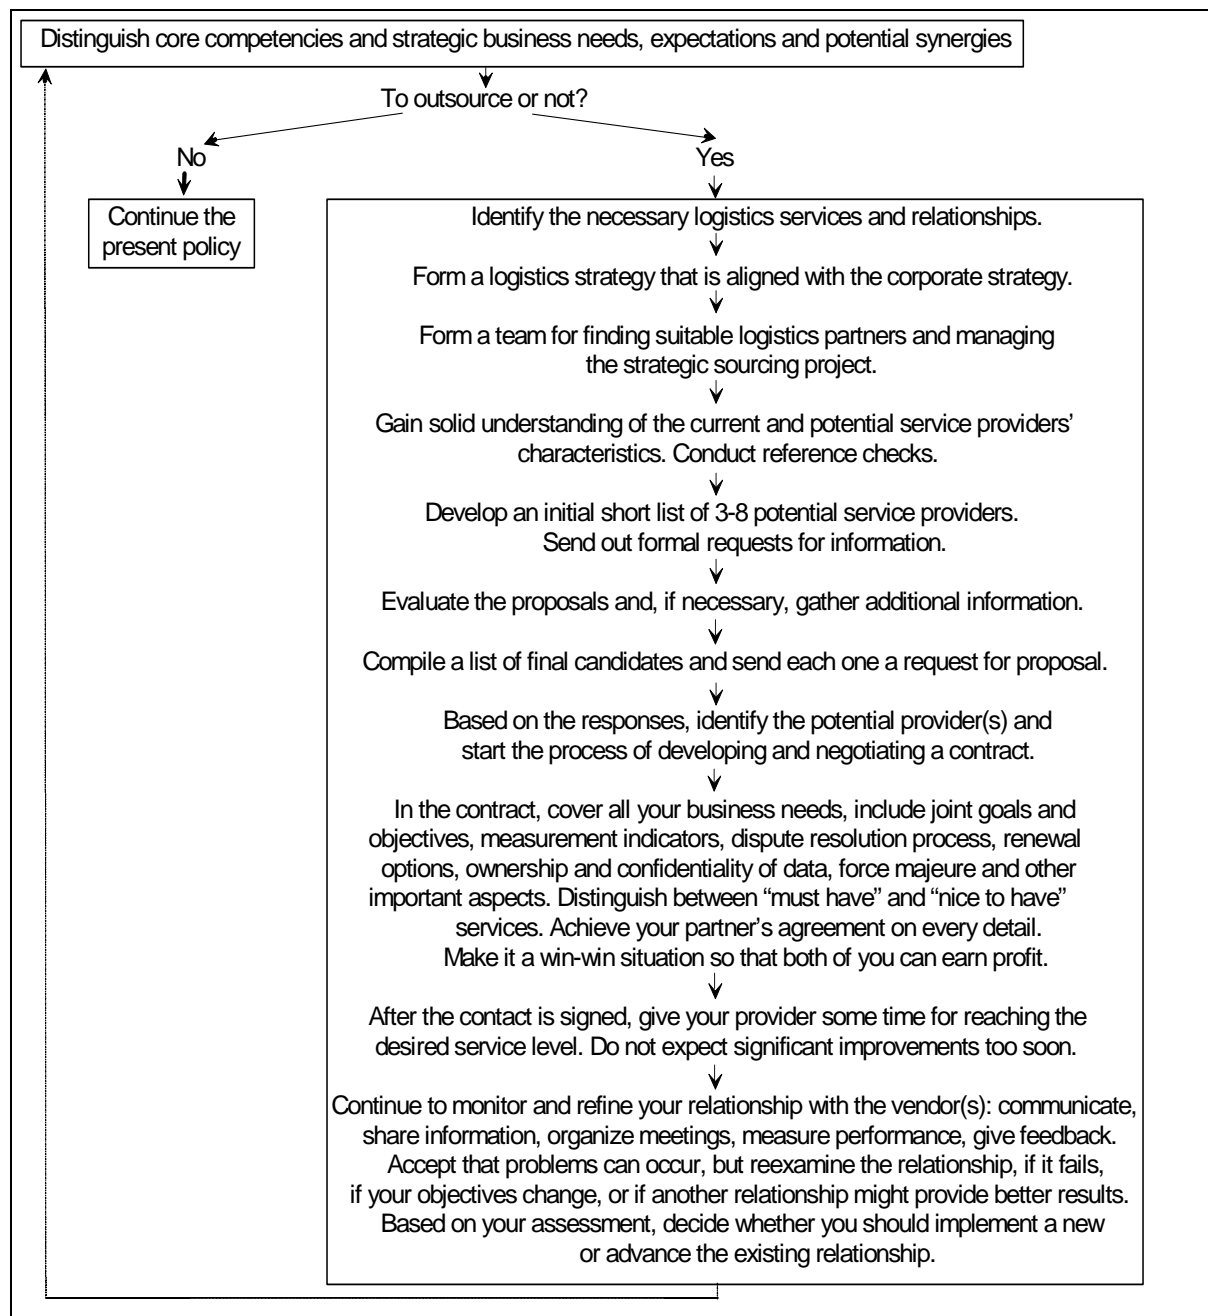 Distinguish core competencies and strategic business needs, expectations and potential synergies
To outsource or not?
No
Yes
Continue the
present policy
Identify the necessary logistics services and relationships.
Form a logistics strategy that is aligned with the corporate strategy.
Form a team for finding suitable logistics partners and managing
the strategic sourcing project.
Gain solid understanding of the current and potential service providers’
characteristics. Conduct reference checks.
Develop an initial short list of 3-8 potential service providers.
Send out formal requests for information.
Evaluate the proposals and, if necessary, gather additional information.
Compile a list of final candidates and send each one a request for proposal.
Based on the responses, identify the potential provider(s) and
start the process of developing and negotiating a contract.
In the contract, cover all your business needs, include joint goals and
objectives, measurement indicators, dispute resolution process, renewal
options, ownership and confidentiality of data, force majeure and other
important aspects. Distinguish between “must have” and “nice to have”
services. Achieve your partner’s agreement on every detail.
Make it a win-win situation so that both of you can earn profit.
After the contact is signed, give your provider some time for reaching the
desired service level. Do not expect significant improvements too soon.
Continue to monitor and refine your relationship with the vendor(s): communicate,
share information, organize meetings, measure performance, give feedback.
Accept that problems can occur, but reexamine the relationship, if it fails,
if your objectives change, or if another relationship might provide better results.
Based on your assessment, decide whether you should implement a new
or advance the existing relationship.